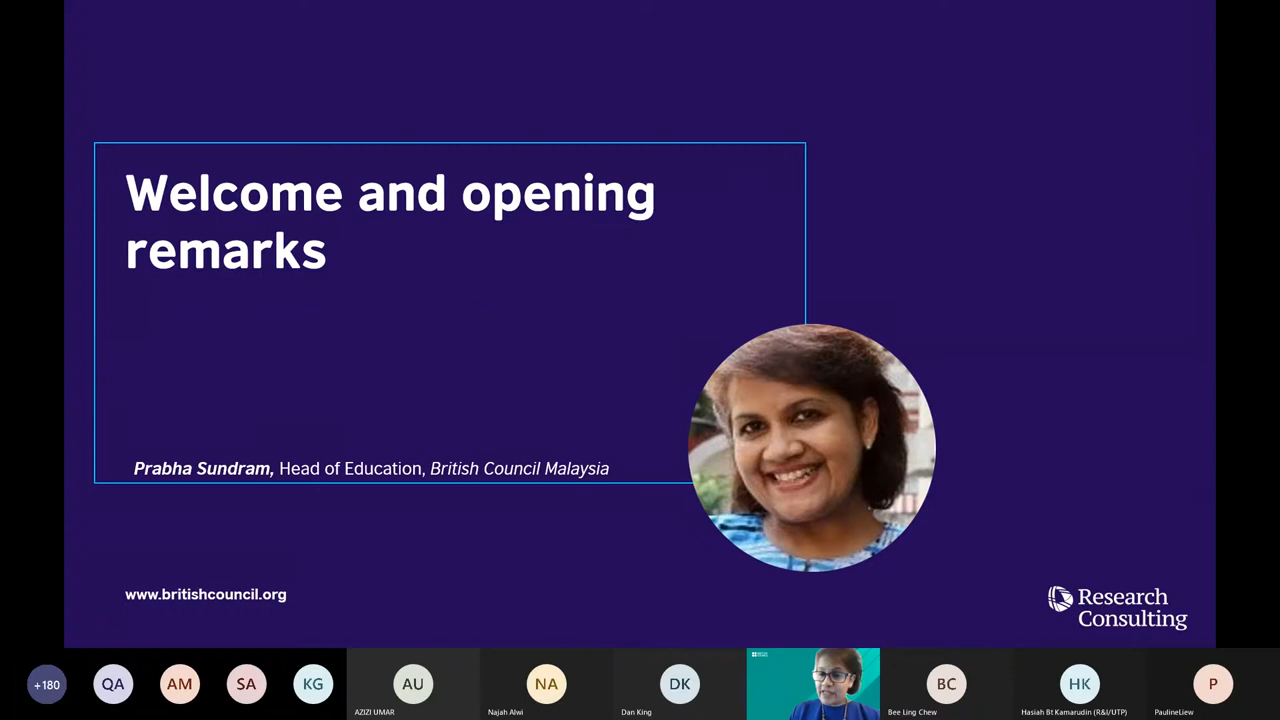 Welcome and opening
remarks
Prabha Sundram, Head of Education, British Council Malaysia
www.britishcouncil.org
Research
Consulting
+180
QA
AM
SA
KG
AU
AZIZI UMAR
NA
Najah Alwi
DK
Dan King
BC
Bee Ling Chew
HK
Hasiah Bt Kamarudin (R&I/UTP)
P
PaulineLiew